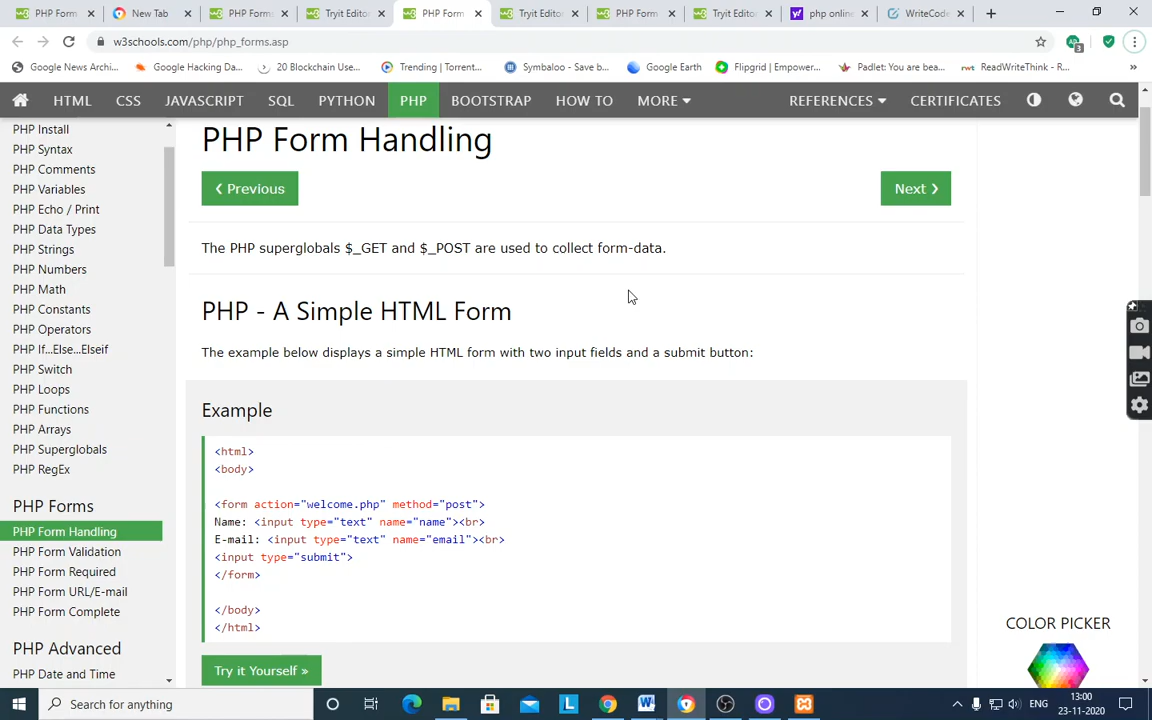 PHP Form
New Tab
PHP Form
Tryit Editor
PHP Form
Tryit Editor
PHP Form
Tryit Editor
php online
WriteCode
w3schools.com/php/php_forms.asp
3
Google News Archi...
Google Hacking Da...
20 Blockchain Use...
Trending | Torrent...
Symbaloo - Save b...
Google Earth
Flipgrid | Empower...
Padlet: You are bea...
ReadWriteThink - R...
»
HTML
CSS
JAVASCRIPT
SQL
PYTHON
PHP
BOOTSTRAP
HOW TO
MORE
REFERENCES
CERTIFICATES
PHP Install
PHP Syntax
PHP Comments
PHP Variables
PHP Echo / Print
PHP Data Types
PHP Strings
PHP Numbers
PHP Math
PHP Constants
PHP Operators
PHP If...Else...Elseif
PHP Switch
PHP Loops
PHP Functions
PHP Arrays
PHP Superglobals
PHP RegEx
PHP Forms
PHP Form Handling
PHP Form Validation
PHP Form Required
PHP Form URL/E-mail
PHP Form Complete
PHP Advanced
PHP Date and Time
PHP Form Handling
❮ Previous
Next ❯
The PHP superglobals $_GET and $_POST are used to collect form-data.
PHP - A Simple HTML Form
The example below displays a simple HTML form with two input fields and a submit button:
Example
<html>
<body>
<form action="welcome.php" method="post">
Name: <input type="text" name="name"><br>
E-mail: <input type="text" name="email"><br>
<input type="submit">
</form>
</body>
</html>
Try it Yourself »
COLOR PICKER
Search for anything
ENG
13:00
23-11-2020